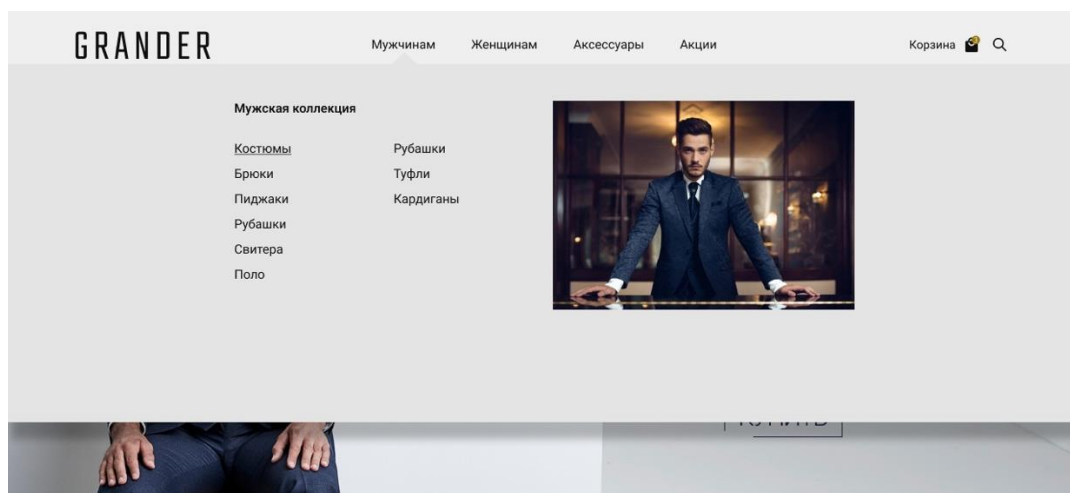 GRANDER
Мужчинам Женщинам Аксессуары Акции
Корзина
Мужская коллекция
Костюмы
Брюки
Пиджаки
Рубашки
Свитера
Поло
Рубашки
Туфли
Кардиганы